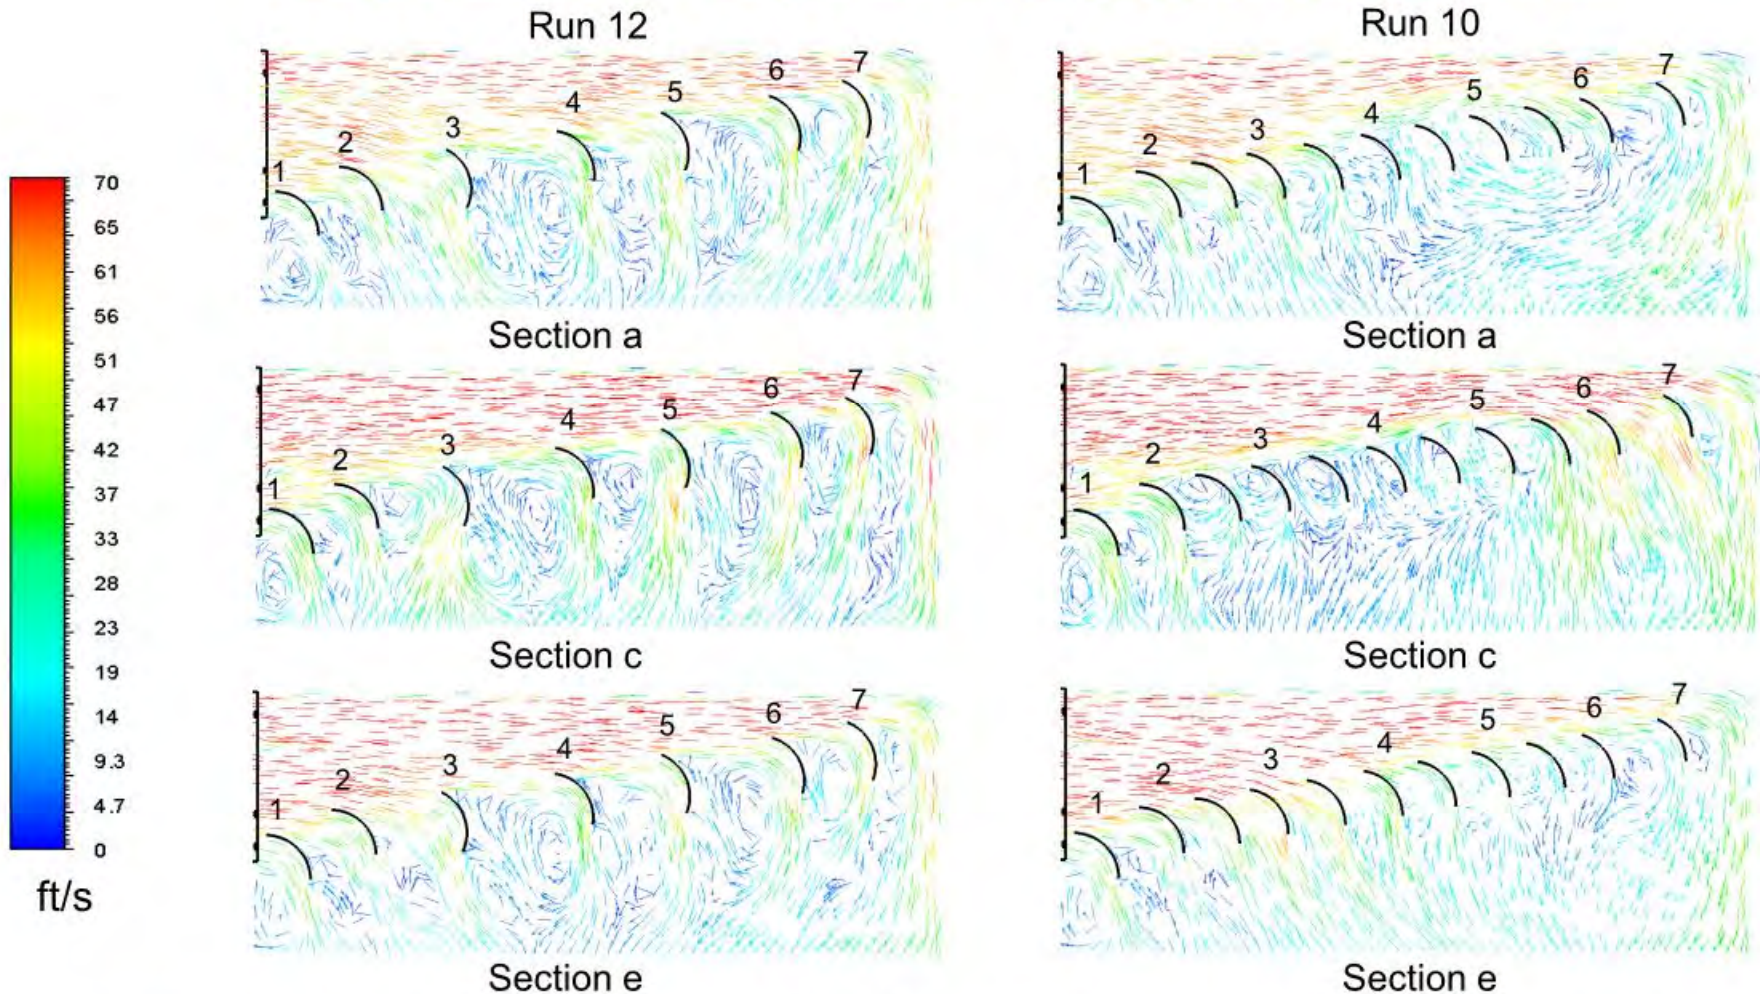 Run 12
Run 10
1 2 3 4 5 6 7
1 2 3 4 5 6 7
Section a
Section a
1 2 3 4 5 6 7
1 2 3 4 5 6 7
Section c
Section c
1 2 3 4 5 6 7
1 2 3 4 5 6 7
Section e
Section e
70
65
61
56
51
47
42
37
33
28
23
19
14
9.3
4.7
0
ft/s